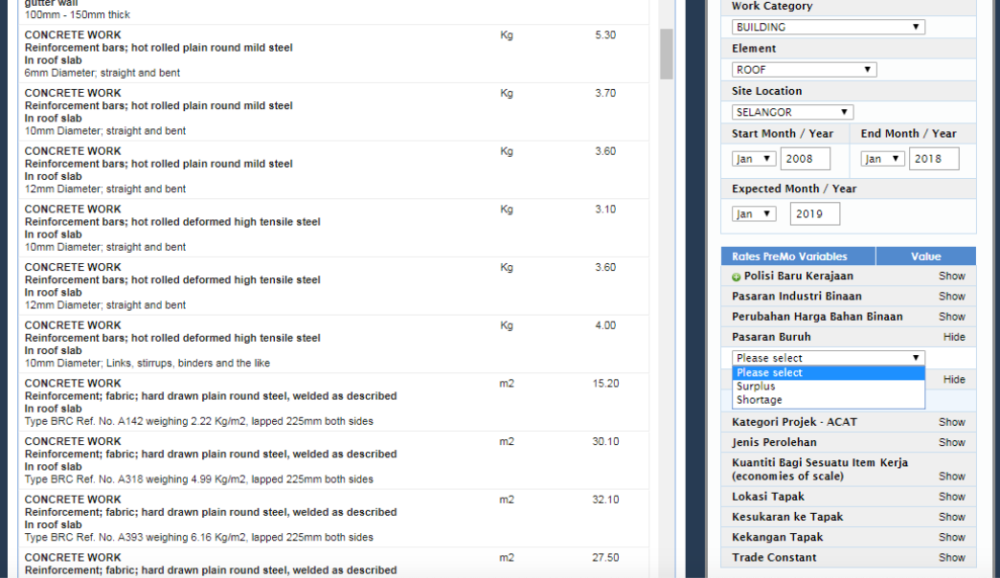 gutter wall
100mm - 150mm thick
CONCRETE WORK Kg 5.30
Reinforcement bars; hot rolled plain round mild steel
In roof slab
6mm Diameter; straight and bent
CONCRETE WORK Kg 3.70
Reinforcement bars; hot rolled plain round mild steel
In roof slab
10mm Diameter; straight and bent
CONCRETE WORK Kg 3.60
Reinforcement bars; hot rolled plain round mild steel
In roof slab
12mm Diameter; straight and bent
CONCRETE WORK Kg 3.10
Reinforcement bars; hot rolled deformed high tensile steel
In roof slab
10mm Diameter; straight and bent
CONCRETE WORK Kg 3.60
Reinforcement bars; hot rolled deformed high tensile steel
In roof slab
12mm Diameter; straight and bent
CONCRETE WORK Kg 4.00
Reinforcement bars; hot rolled deformed high tensile steel
In roof slab
10mm Diameter; Links, stirrups, binders and the like
CONCRETE WORK m2 15.20
Reinforcement; fabric; hard drawn plain round steel, welded as described
In roof slab
Type BRC Ref. No. A142 weighing 2.22 Kg/m2, lapped 225mm both sides
CONCRETE WORK m2 30.10
Reinforcement; fabric; hard drawn plain round steel, welded as described
In roof slab
Type BRC Ref. No. A318 weighing 4.99 Kg/m2, lapped 225mm both sides
CONCRETE WORK m2 32.10
Reinforcement; fabric; hard drawn plain round steel, welded as described
In roof slab
Type BRC Ref. No. A393 weighing 6.16 Kg/m2, lapped 225mm both sides
CONCRETE WORK m2 27.50
Reinforcement; fabric; hard drawn plain round steel, welded as described
Work Category
BUILDING
Element
ROOF
Site Location
SELANGOR
Start Month / Year End Month / Year
Jan 2008 Jan 2018
Expected Month / Year
Jan 2019
Rates PreMo Variables Value
Polisi Baru Kerajaan Show
Pasaran Industri Binaan Show
Perubahan Harga Bahan Binaan Show
Pasaran Buruh Hide
Please select
Please select
Hide
Surplus
Shortage
Kategori Projek - ACAT Show
Jenis Perolehan Show
Kuantiti Bagi Sesuatu Item Kerja
(economies of scale) Show
Lokasi Tapak Show
Kesukaran ke Tapak Show
Kekangan Tapak Show
Trade Constant Show